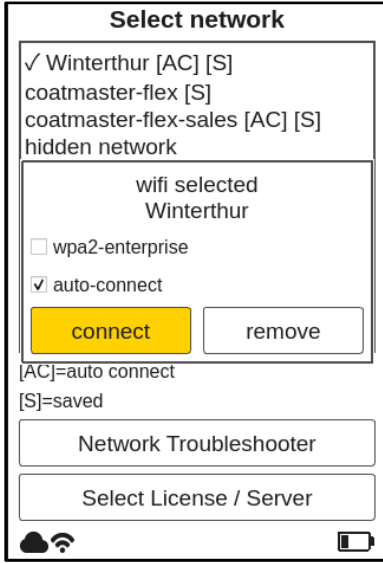 Select network
✓ Winterthur [AC] [S]
coatmaster-flex [S]
coatmaster-flex-sales [AC] [S]
hidden network
wifi selected
Winterthur
wpa2-enterprise
auto-connect
connect
remove
[AC]=auto connect
[S]=saved
Network Troubleshooter
Select License / Server